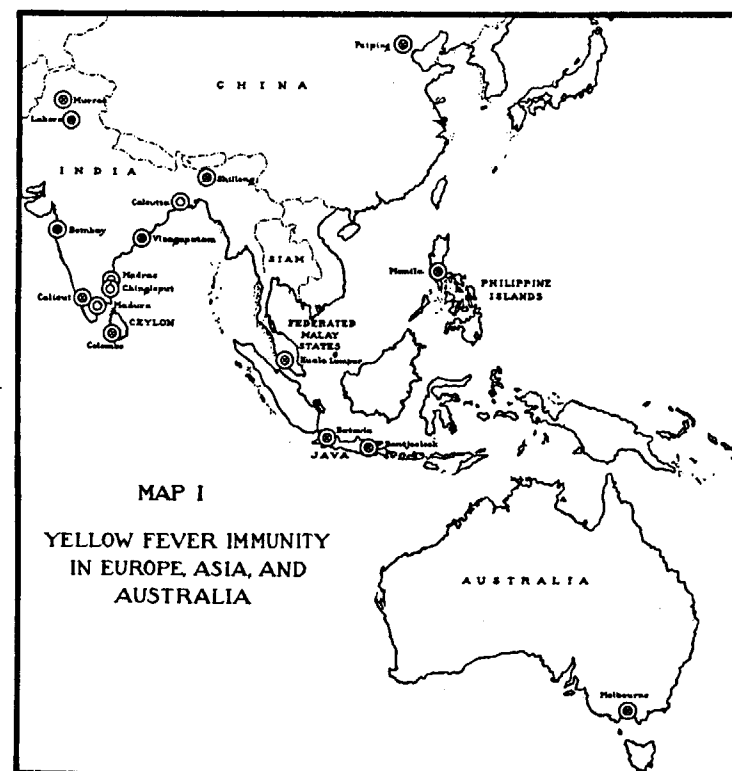 Peiping
CHINA
Murree
Lahore
INDIA
Shillong
Calcutta
Bombay
Vizagapatam
SIAM
Manila
Madras
PHILIPPINE
ISLANDS
Chingleput
Calicut
Madura
CEYLON
Colombo
FEDERATED
MALAY
STATES
Kuala Lumpur
Batavia
JAVA
MAP I
YELLOW FEVER IMMUNITY
IN EUROPE, ASIA, AND
AUSTRALIA
AUSTRALIA
Melbourne